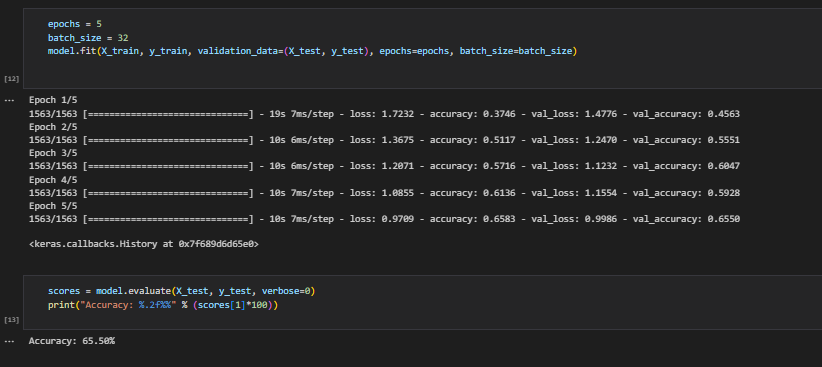 epochs = 5
batch_size = 32
model.fit(X_train, y_train, validation_data=(X_test, y_test), epochs=epochs, batch_size=batch_size)
[12]
...
Epoch 1/5
1563/1563 [==============================] - 19s 7ms/step - loss: 1.7232 - accuracy: 0.3746 - val_loss: 1.4776 - val_accuracy: 0.4563
Epoch 2/5
1563/1563 [==============================] - 10s 6ms/step - loss: 1.3675 - accuracy: 0.5117 - val_loss: 1.2470 - val_accuracy: 0.5551
Epoch 3/5
1563/1563 [==============================] - 10s 6ms/step - loss: 1.2071 - accuracy: 0.5716 - val_loss: 1.1232 - val_accuracy: 0.6047
Epoch 4/5
1563/1563 [==============================] - 10s 7ms/step - loss: 1.0855 - accuracy: 0.6136 - val_loss: 1.1554 - val_accuracy: 0.5928
Epoch 5/5
1563/1563 [==============================] - 10s 7ms/step - loss: 0.9709 - accuracy: 0.6583 - val_loss: 0.9986 - val_accuracy: 0.6550
<keras.callbacks.History at 0x7f689d6d65e0>
scores = model.evaluate(X_test, y_test, verbose=0)
print("Accuracy: %.2f%%" % (scores[1]*100))
[13]
... Accuracy: 65.50%